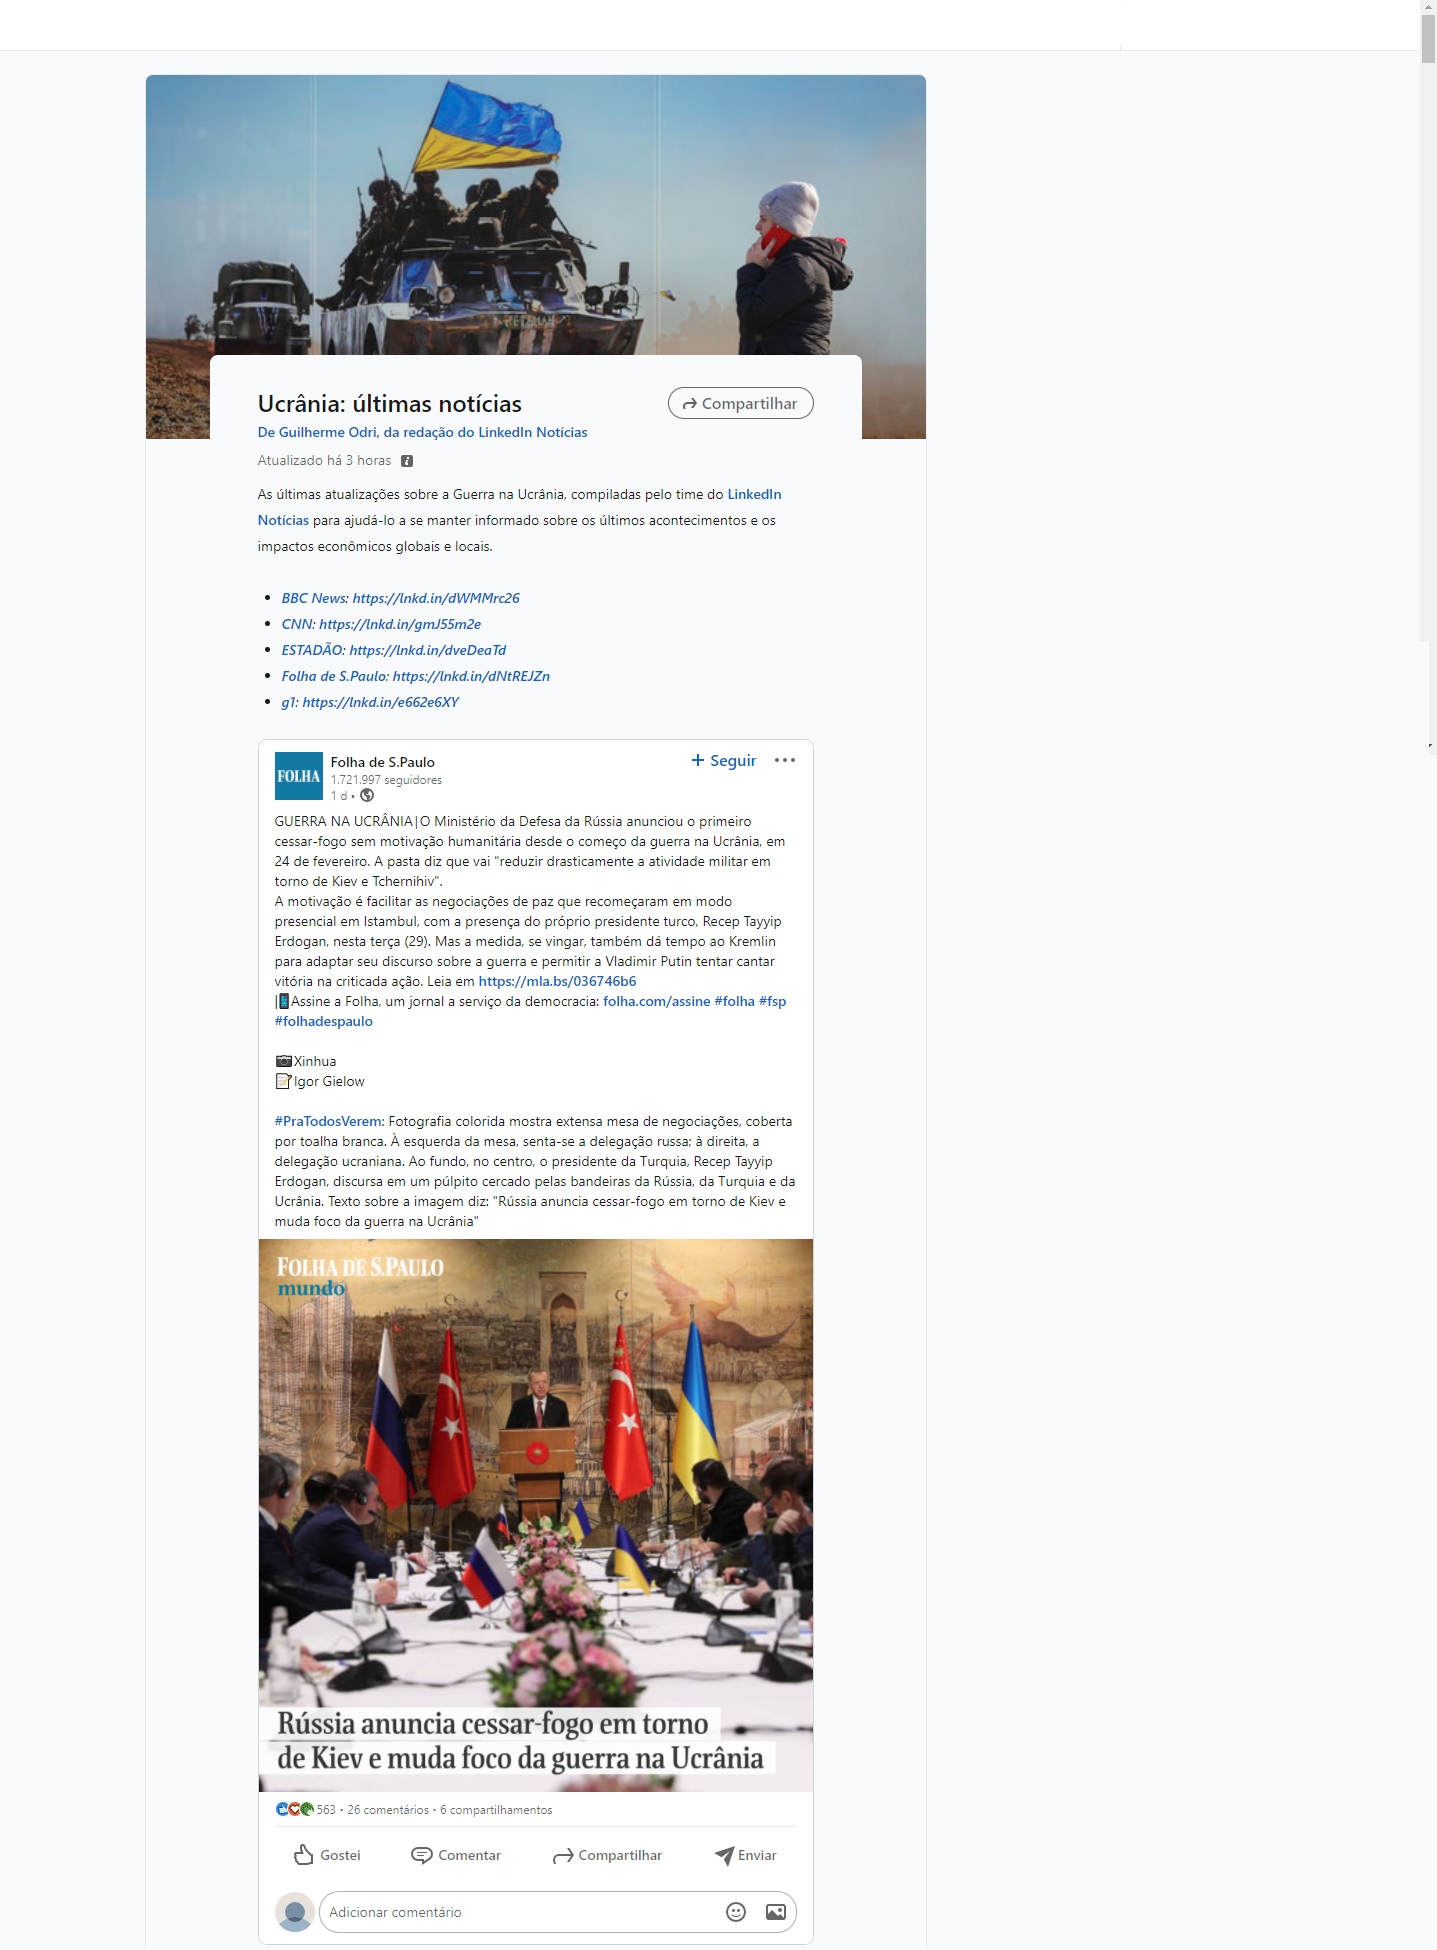 Ucrânia: últimas notícias
Compartilhar
De Guilherme Odri, da redação do LinkedIn Notícias
Atualizado há 3 horas
As últimas atualizações sobre a Guerra na Ucrânia, compiladas pelo time do LinkedIn
Notícias para ajudá-lo a se manter informado sobre os últimos acontecimentos e os
impactos econômicos globais e locais.
• BBC News: https://lnkd.in/dWMMrc26
• CNN: https://lnkd.in/gmJ55m2e
• ESTADÃO: https://lnkd.in/dveDeaTd
• Folha de S.Paulo: https://lnkd.in/dNtREJZn
• g1: https://lnkd.in/e662e6XY
FOLHA
Folha de S.Paulo
+ Seguir
1.721.997 seguidores
1 d •
GUERRA NA UCRÂNIA|O Ministério da Defesa da Rússia anunciou o primeiro
cessar-fogo sem motivação humanitária desde o começo da guerra na Ucrânia, em
24 de fevereiro. A pasta diz que vai "reduzir drasticamente a atividade militar em
torno de Kiev e Tchernihiv".
A motivação é facilitar as negociações de paz que recomeçaram em modo
presencial em Istambul, com a presença do próprio presidente turco, Recep Tayyip
Erdogan, nesta terça (29). Mas a medida, se vingar, também dá tempo ao Kremlin
para adaptar seu discurso sobre a guerra e permitir a Vladimir Putin tentar cantar
vitória na criticada ação. Leia em https://mla.bs/036746b6
|📱Assine a Folha, um jornal a serviço da democracia: folha.com/assine #folha #fsp
#folhadespaulo
📷Xinhua
📝Igor Gielow
#PraTodosVerem: Fotografia colorida mostra extensa mesa de negociações, coberta
por toalha branca. À esquerda da mesa, senta-se a delegação russa; à direita, a
delegação ucraniana. Ao fundo, no centro, o presidente da Turquia, Recep Tayyip
Erdogan, discursa em um púlpito cercado pelas bandeiras da Rússia, da Turquia e da
Ucrânia. Texto sobre a imagem diz: "Rússia anuncia cessar-fogo em torno de Kiev e
muda foco da guerra na Ucrânia"
FOLHA DE S.PAULO
mundo
Rússia anuncia cessar-fogo em torno
de Kiev e muda foco da guerra na Ucrânia
563 • 26 comentários • 6 compartilhamentos
Gostei
Comentar
Compartilhar
Enviar
Adicionar comentário